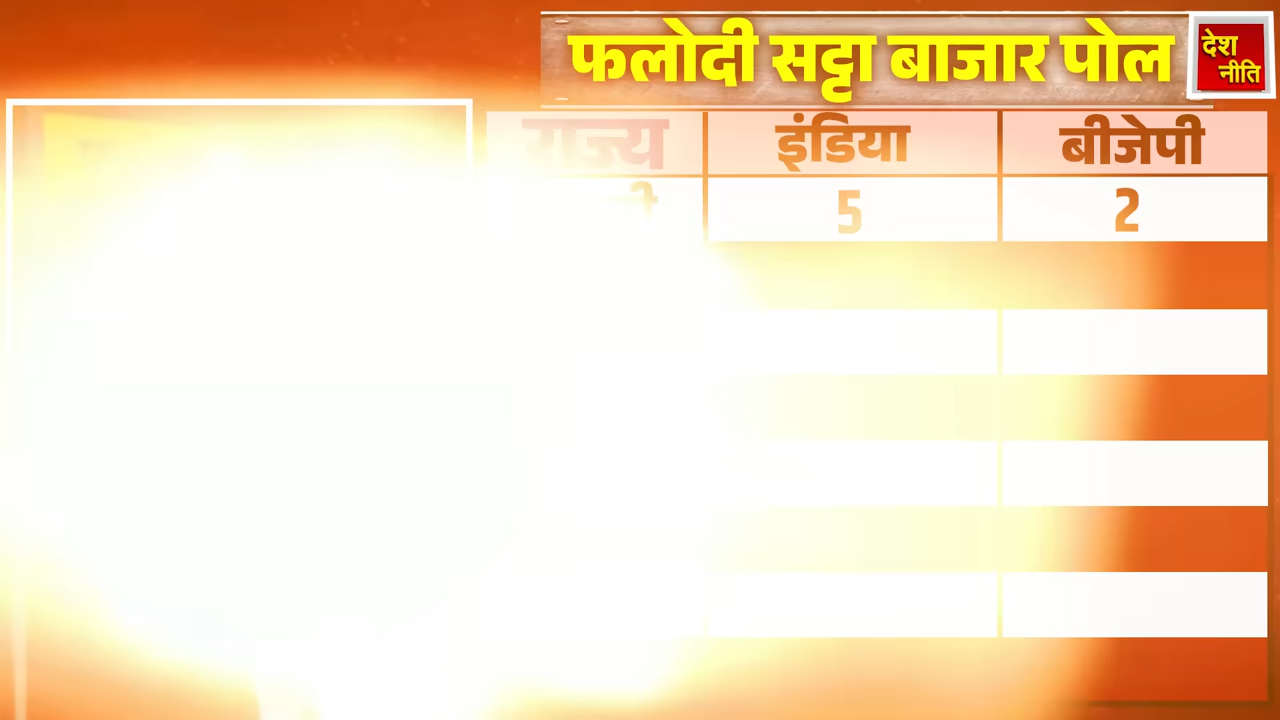 फलोदी सट्टा बाजार पोल
देश
नीति
राज्य इंडिया बीजेपी
5 2